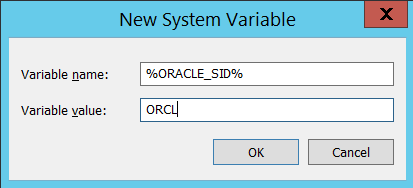 New System Variable
X
Variable name: %ORACLE_SID%
Variable value: ORCL
OK Cancel